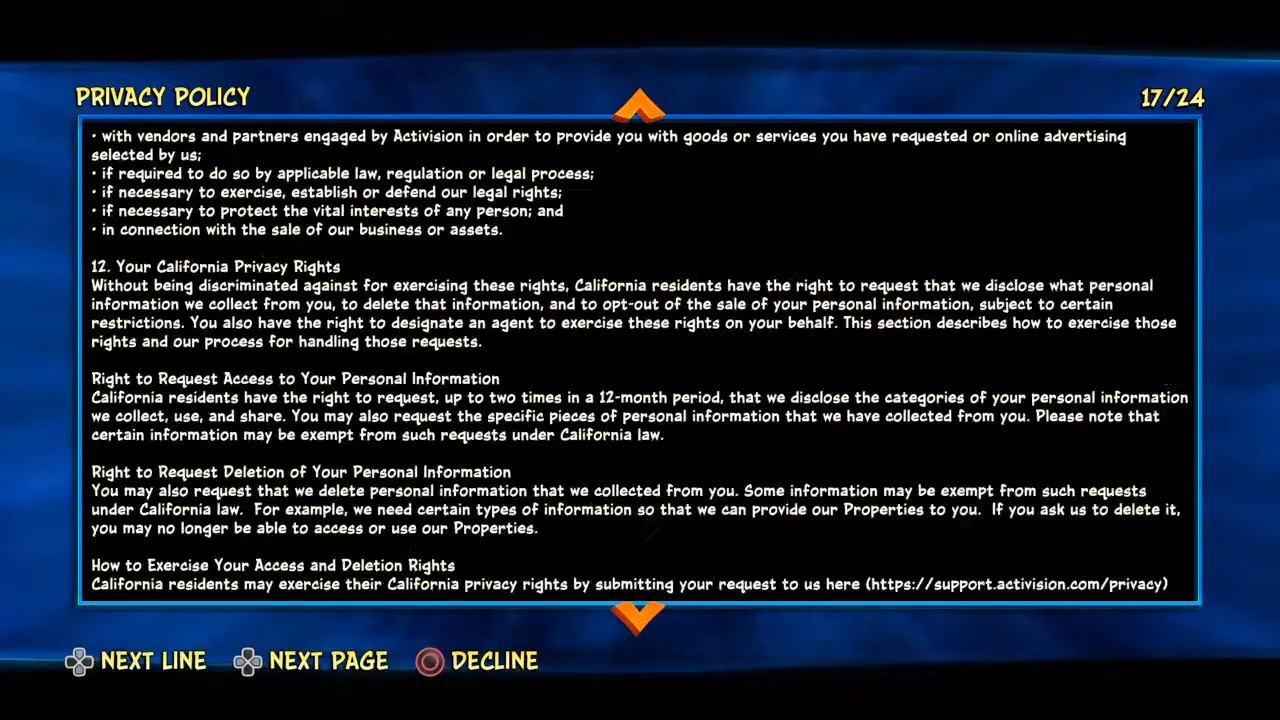 PRIVACY POLICY
17/24
· with vendors and partners engaged by Activision in order to provide you with goods or services you have requested or online advertising
selected by us;
· if required to do so by applicable law, regulation or legal process;
· if necessary to exercise, establish or defend our legal rights;
· if necessary to protect the vital interests of any person; and
· in connection with the sale of our business or assets.
12. Your California Privacy Rights
Without being discriminated against for exercising these rights, California residents have the right to request that we disclose what personal
information we collect from you, to delete that information, and to opt-out of the sale of your personal information, subject to certain
restrictions. You also have the right to designate an agent to exercise these rights on your behalf. This section describes how to exercise those
rights and our process for handling those requests.
Right to Request Access to Your Personal Information
California residents have the right to request, up to two times in a 12-month period, that we disclose the categories of your personal information
we collect, use, and share. You may also request the specific pieces of personal information that we have collected from you. Please note that
certain information may be exempt from such requests under California law.
Right to Request Deletion of Your Personal Information
You may also request that we delete personal information that we collected from you. Some information may be exempt from such requests
under California law.  For example, we need certain types of information so that we can provide our Properties to you.  If you ask us to delete it,
you may no longer be able to access or use our Properties.
How to Exercise Your Access and Deletion Rights
California residents may exercise their California privacy rights by submitting your request to us here (https://support.activision.com/privacy)
NEXT LINE
NEXT PAGE
DECLINE